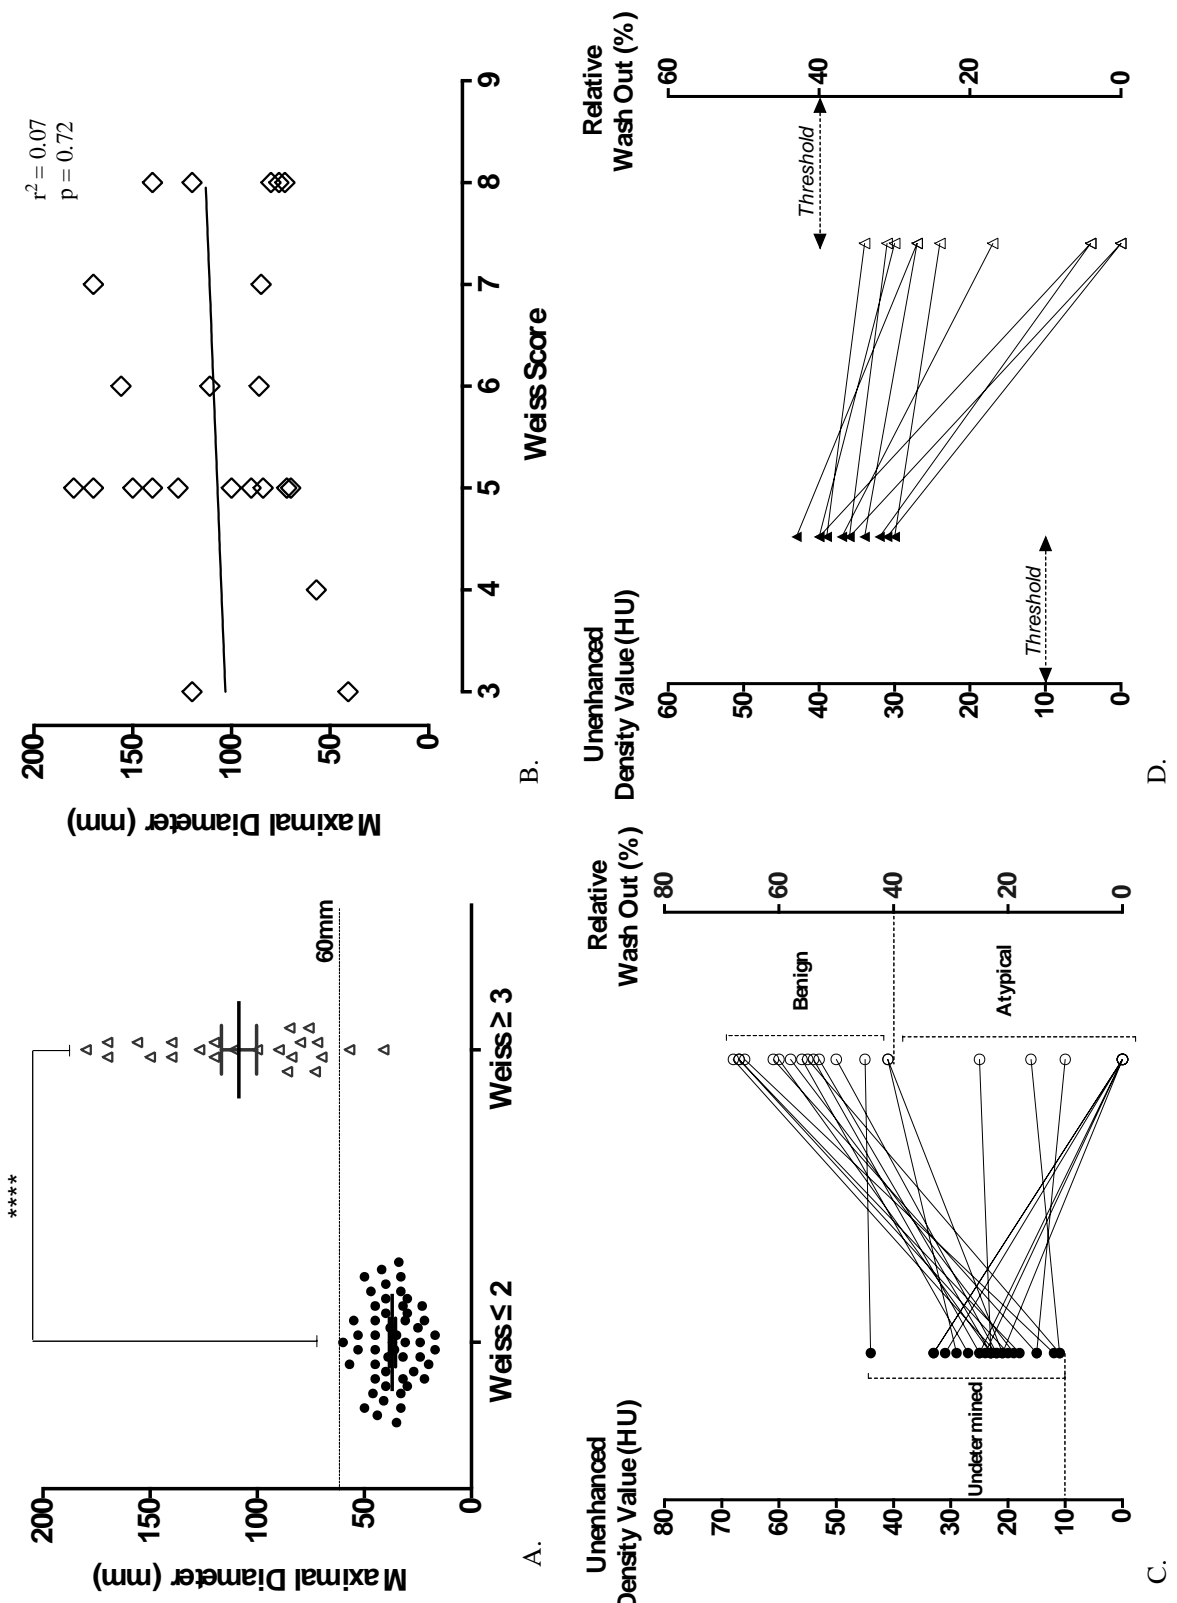 Maximal Diameter (mm)
200
150
100
50
0
****
60mm
Weiss ≤ 2
Weiss ≥ 3
A.
Maximal Diameter (mm)
200
150
100
50
0
r² = 0.07
p = 0.72
3
4
5
6
7
8
9
Weiss Score
B.
Unenhanced
Density Value (HU)
80
70
60
50
40
30
20
10
0
Undetermined
Relative
Wash Out (%)
80
60
40
20
0
Benign
Atypical
C.
Unenhanced
Density Value (HU)
60
50
40
30
20
10
0
Threshold
Relative
Wash Out (%)
60
40
20
0
Threshold
D.